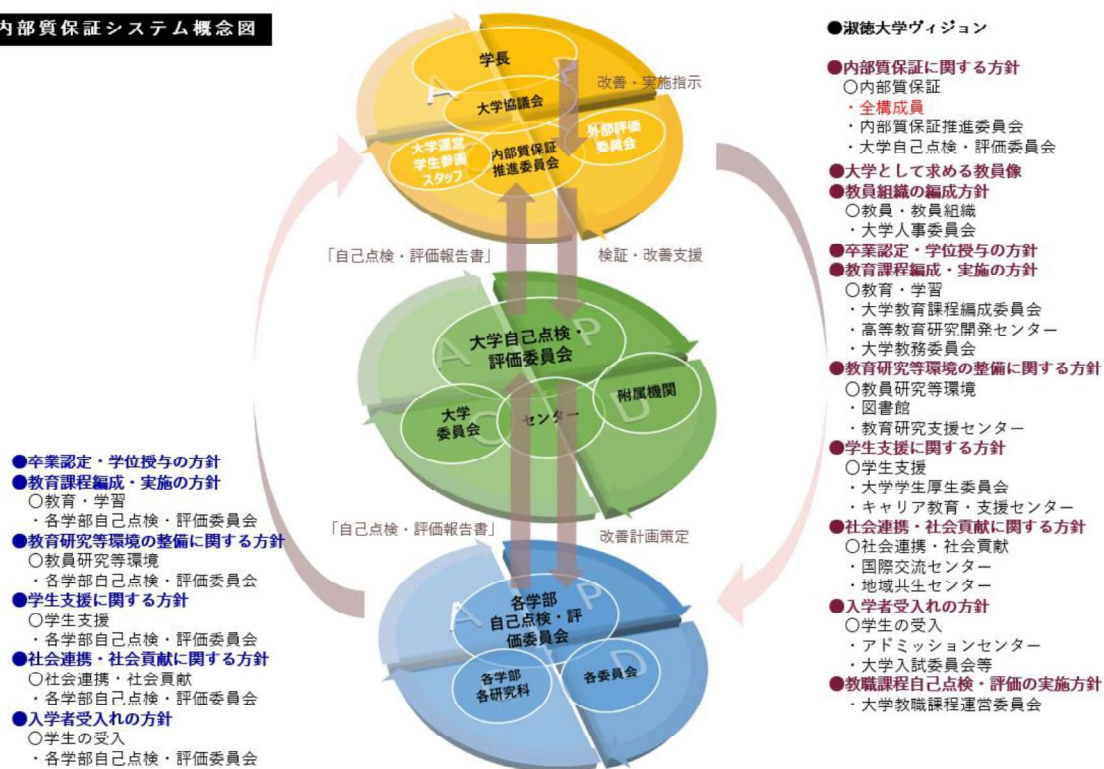 内部質保証システム概念図
学長
A
P
改善・実施指示
大学協議会
大学運営
学生参画
スタッフ
内部質保証
推進委員会
外部評価
委員会
「自己点検・評価報告書」
検証・改善支援
大学自己点検・
評価委員会
A
P
大学
委員会
C
センター
附属機関
D
「自己点検・評価報告書」
改善計画策定
各学部
自己点検・評
価委員会
A
P
各学部
各研究科
各委員会
D
●卒業認定・学位授与の方針
●教育課程編成・実施の方針
〇教育・学習
・各学部自己点検・評価委員会
●教育研究等環境の整備に関する方針
〇教員研究等環境
・各学部自己点検・評価委員会
●学生支援に関する方針
〇学生支援
・各学部自己点検・評価委員会
●社会連携・社会貢献に関する方針
〇社会連携・社会貢献
・各学部自己点検・評価委員会
●入学者受入れの方針
〇学生の受入
・各学部自己点検・評価委員会
●淑徳大学ヴィジョン
●内部質保証に関する方針
〇内部質保証
・全構成員
・内部質保証推進委員会
・大学自己点検・評価委員会
●大学として求める教員像
●教員組織の編成方針
〇教員・教員組織
・大学人事委員会
●卒業認定・学位授与の方針
●教育課程編成・実施の方針
〇教育・学習
・大学教育課程編成委員会
・高等教育研究開発センター
・大学教務委員会
●教育研究等環境の整備に関する方針
〇教員研究等環境
・図書館
・教育研究支援センター
●学生支援に関する方針
〇学生支援
・大学学生厚生委員会
・キャリア教育・支援センター
●社会連携・社会貢献に関する方針
〇社会連携・社会貢献
・国際交流センター
・地域共生センター
●入学者受入れの方針
〇学生の受入
・アドミッションセンター
・大学入試委員会等
●教職課程自己点検・評価の実施方針
・大学教職課程運営委員会